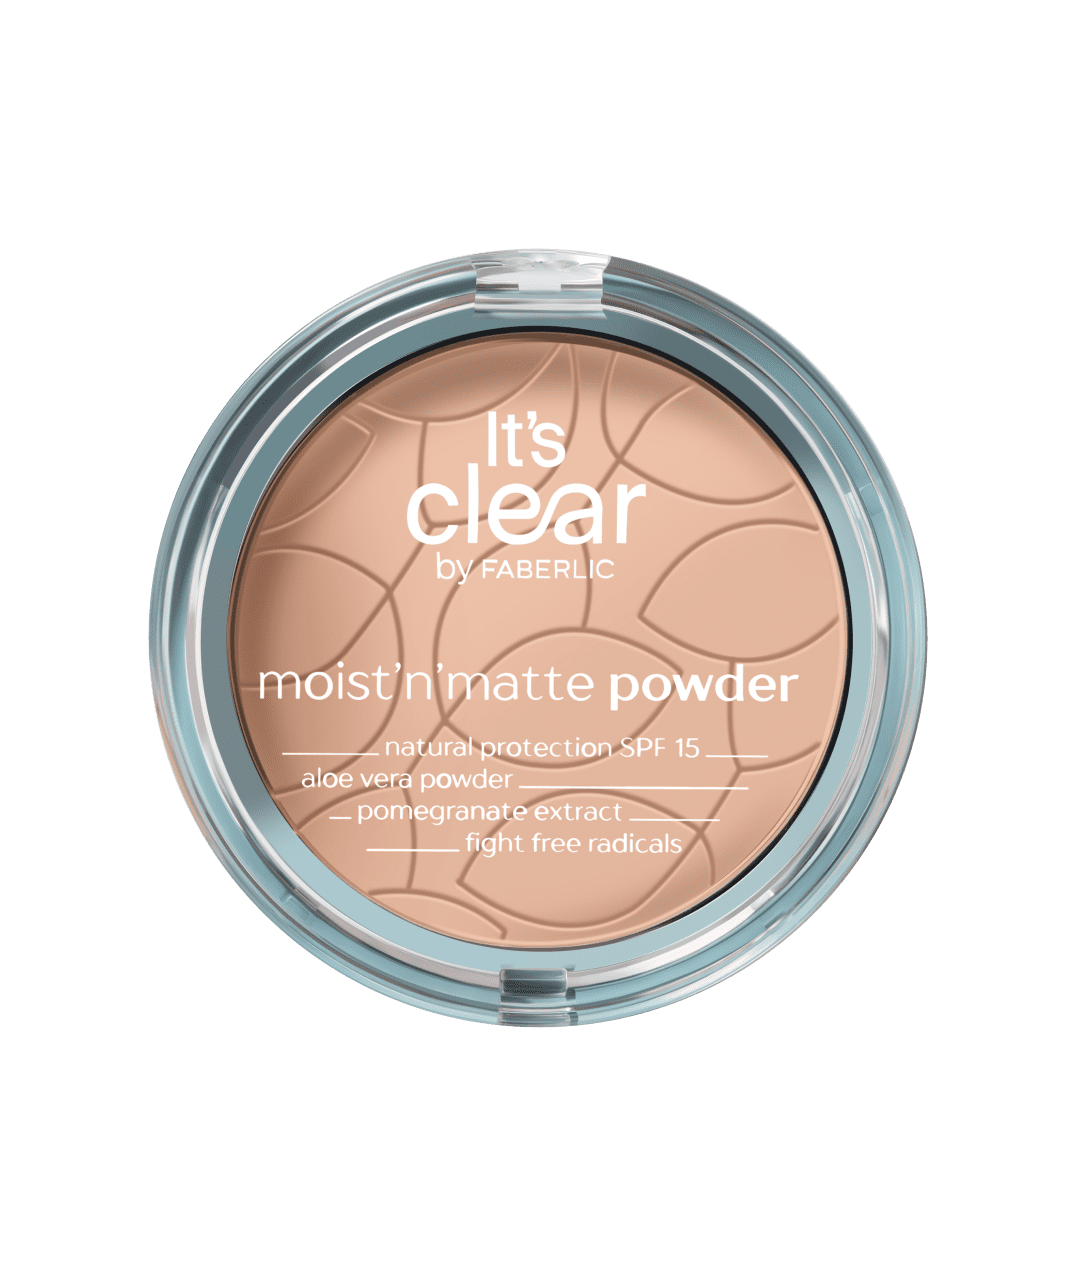 It's
clear
by FABERLIC
moist'n'matte powder
natural protection SPF 15
aloe vera powder
pomegranate extract
fight free radicals